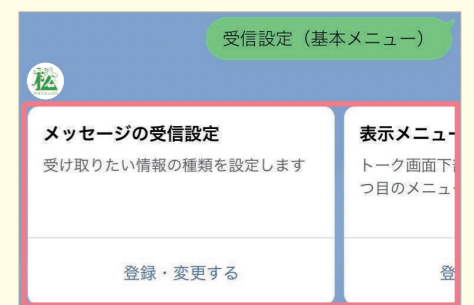 受信設定（基本メニュー）
メッセージの受信設定
受け取りたい情報の種類を設定します
登録・変更する
表示メニュー
トーク画面下
つ目のメニュ
登